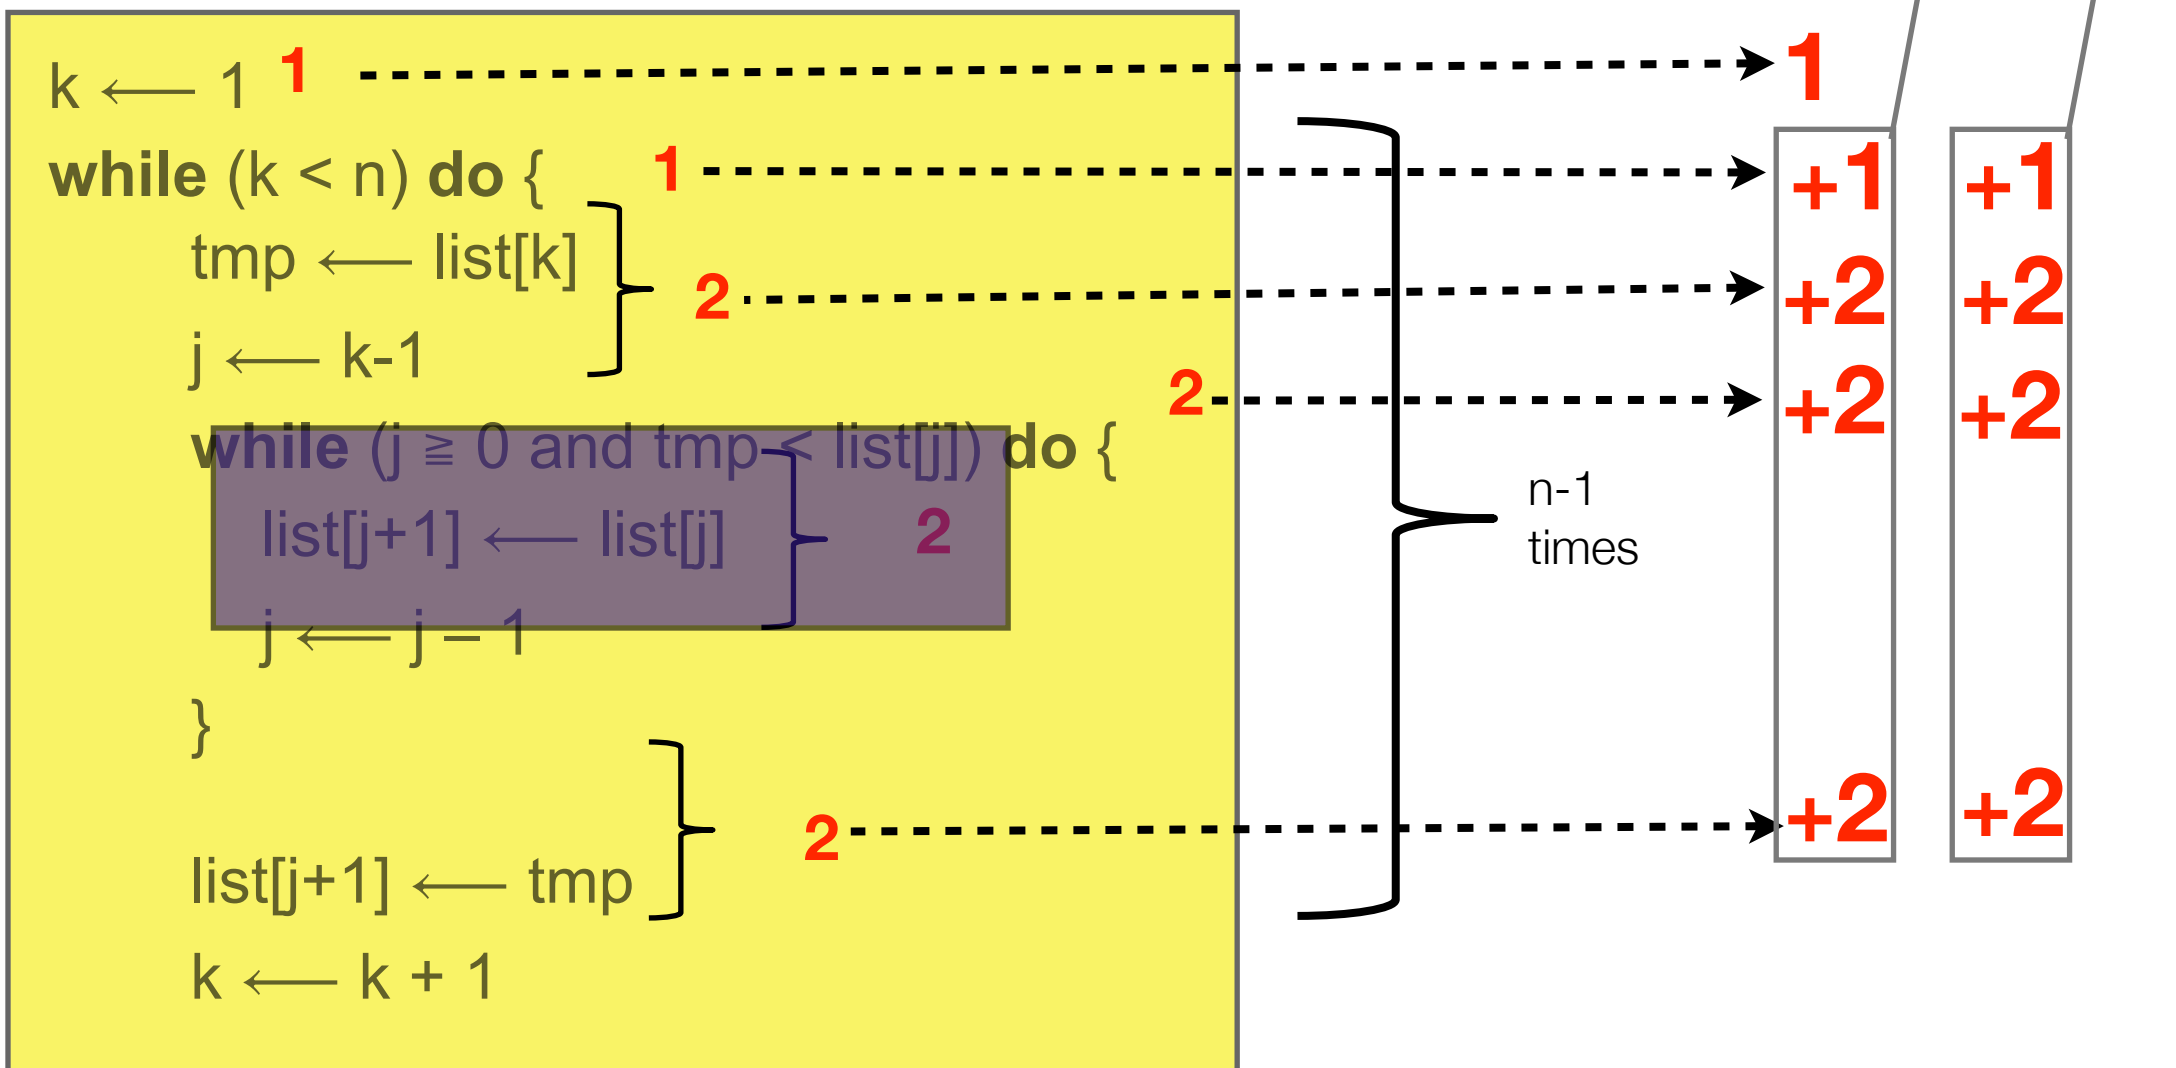 k ⟵ 1 1 1
while (k < n) do { 1 +1 +1
tmp ⟵ list[k]
2 +2 +2
j ⟵ k-1
2 +2 +2
while (j ≧ 0 and tmp < list[j]) do {
n-1
list[j+1] ⟵ list[j] 2
times
j ⟵ j – 1
}
2 +2 +2
list[j+1] ⟵ tmp
k ⟵ k + 1